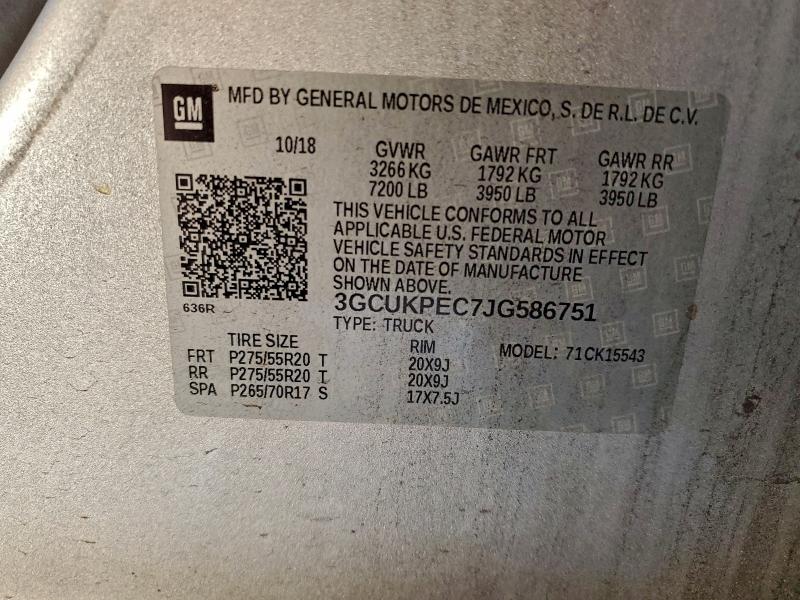 GM MFD BY GENERAL MOTORS DE MEXICO, S. DE R.L. DE C.V.
10/18 GVWR GAWR FRT GAWR RR
3266 KG 1792 KG 1792 KG
7200 LB 3950 LB 3950 LB
THIS VEHICLE CONFORMS TO ALL
APPLICABLE U.S. FEDERAL MOTOR
VEHICLE SAFETY STANDARDS IN EFFECT
ON THE DATE OF MANUFACTURE
SHOWN ABOVE.
636R 3GCUKPEC7JG586751
TYPE: TRUCK
TIRE SIZE RIM MODEL: 71CK15543
FRT P275/55R20 T 20X9J
RR P275/55R20 T 20X9J
SPA P265/70R17 S 17X7.5J